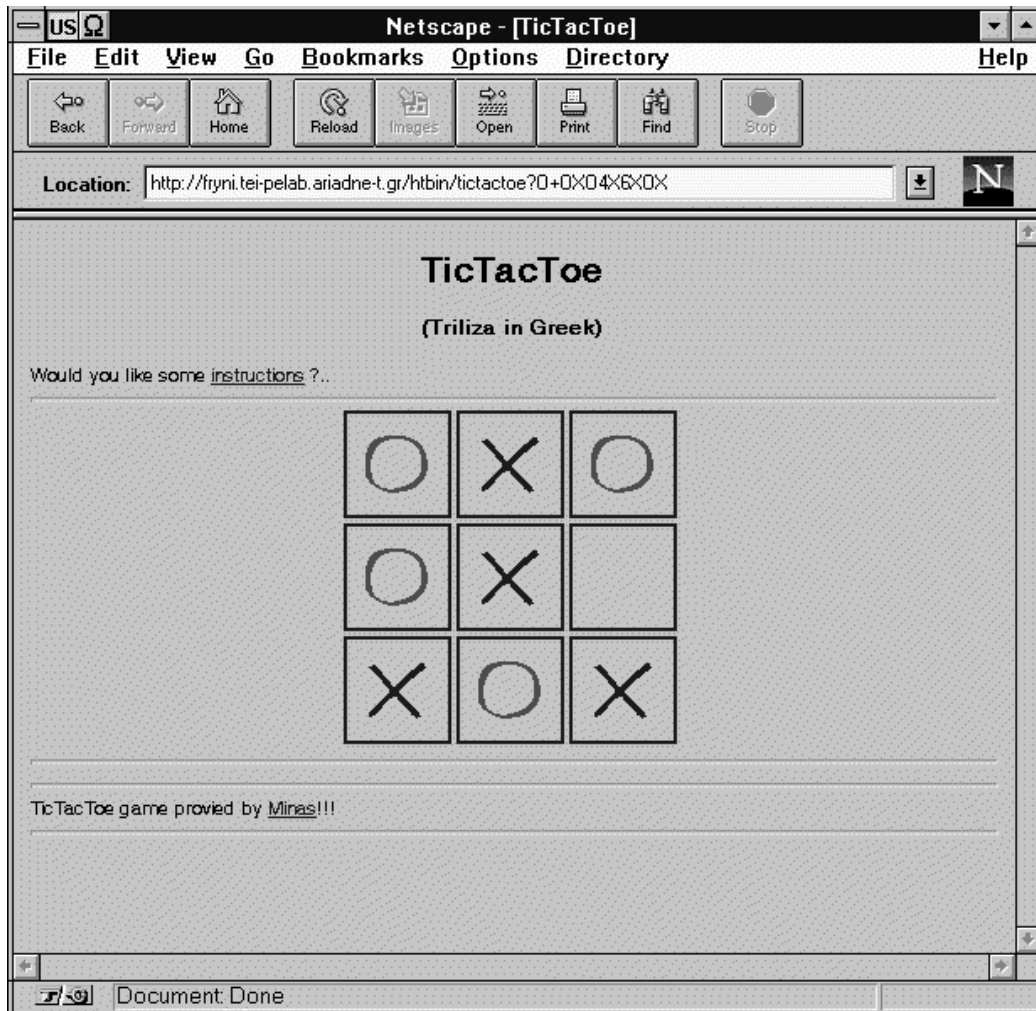 US Ω Netscape - [TicTacToe]
File Edit View Go Bookmarks Options Directory Help
Back Forward Home Reload Images Open Print Find Stop
Location: http://fryni.tei-pelab.ariadne-t.gr/htbin/tictactoe?0+OXO4X6XOX N
TicTacToe
(Triliza in Greek)
Would you like some instructions ?..
O X O
O X
X O X
TicTacToe game provied by Minas!!!
Document: Done